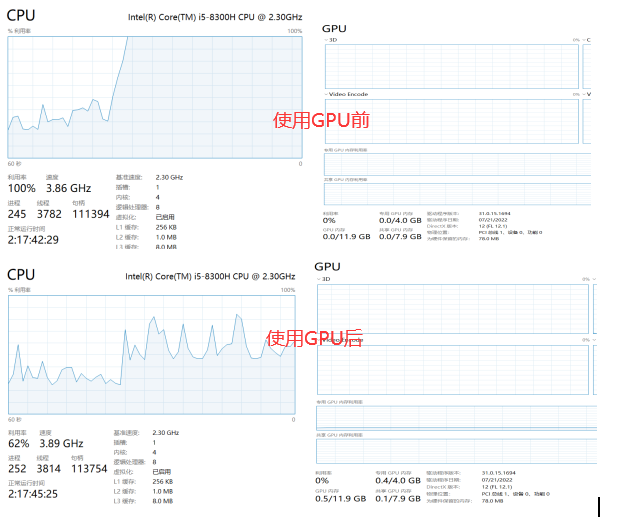 CPU
Intel(R) Core(TM) i5-8300H CPU @ 2.30GHz
% 利用率
100%
60 秒
0
利用率 速度 基准速度: 2.30 GHz
100% 3.86 GHz 插槽: 1
内核: 4
进程 线程 句柄 逻辑处理器: 8
245 3782 111394 虚拟化: 已启用
正常运行时间 L1 缓存: 256 KB
2:17:42:29 L2 缓存: 1.0 MB
L3 缓存: 8.0 MB
GPU
3D 0% C
Video Encode 0% V
专用 GPU 内存利用率
共享 GPU 内存利用率
利用率 专用 GPU 内存 驱动程序版本: 31.0.15.1694
0% 0.0/4.0 GB 驱动程序日期: 07/21/2022
DirectX 版本: 12 (FL 12.1)
GPU 内存 共享 GPU 内存 物理位置: PCI 总线 1、设备 0、功能 0
0.0/11.9 GB 0.0/7.9 GB 为硬件保留的内存: 78.0 MB
使用GPU前
CPU
Intel(R) Core(TM) i5-8300H CPU @ 2.30GHz
% 利用率
100%
60 秒
0
利用率 速度 基准速度: 2.30 GHz
62% 3.89 GHz 插槽: 1
内核: 4
进程 线程 句柄 逻辑处理器: 8
252 3814 113754 虚拟化: 已启用
正常运行时间 L1 缓存: 256 KB
2:17:45:25 L2 缓存: 1.0 MB
L3 缓存: 8.0 MB
GPU
3D 0%
Video Encode 0%
专用 GPU 内存利用率
共享 GPU 内存利用率
利用率 专用 GPU 内存 驱动程序版本: 31.0.15.1694
0% 0.4/4.0 GB 驱动程序日期: 07/21/2022
DirectX 版本: 12 (FL 12.1)
GPU 内存 共享 GPU 内存 物理位置: PCI 总线 1、设备 0、功能 0
0.5/11.9 GB 0.1/7.9 GB 为硬件保留的内存: 78.0 MB
使用GPU后